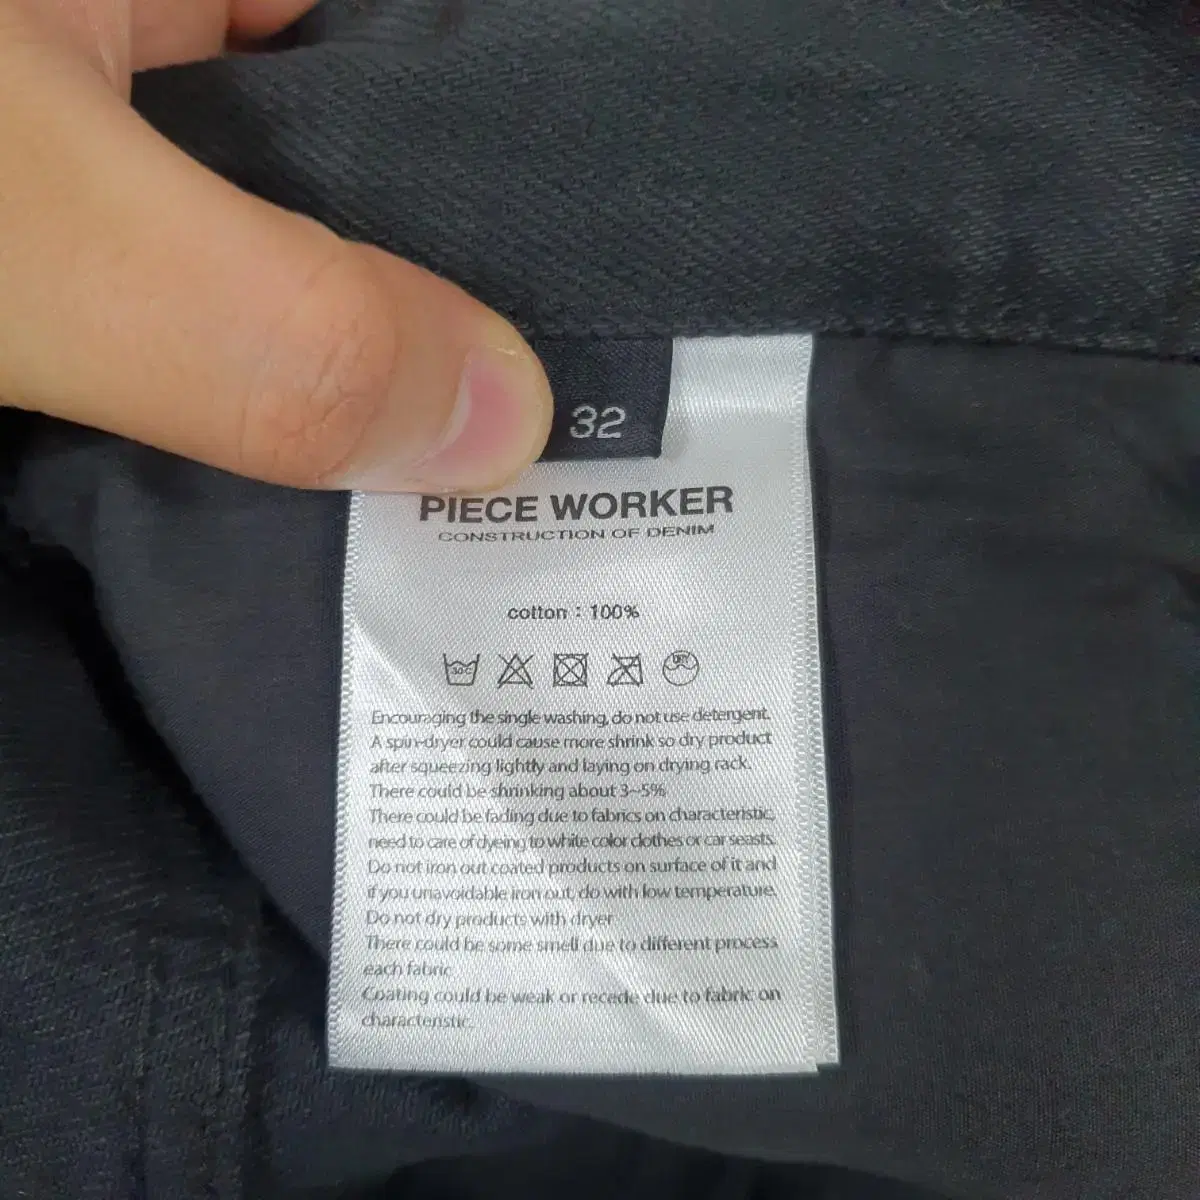 32
PIECE WORKER
CONSTRUCTION OF DENIM
cotton : 100%
30℃ DRY
Encouraging the single washing, do not use detergent.
A spin-dryer could cause more shrink so dry product
after squeezing lightly and laying on drying rack.
There could be shrinking about 3~5%
There could be fading due to fabrics on characteristic,
need to care of dyeing to white color clothes or car seasts.
Do not iron out coated products on surface of it and
if you unavoidable iron out, do with low temperature.
Do not dry products with dryer
There could be some smell due to different process
each fabric
Coating could be weak or recede due to fabric on
characteristic.